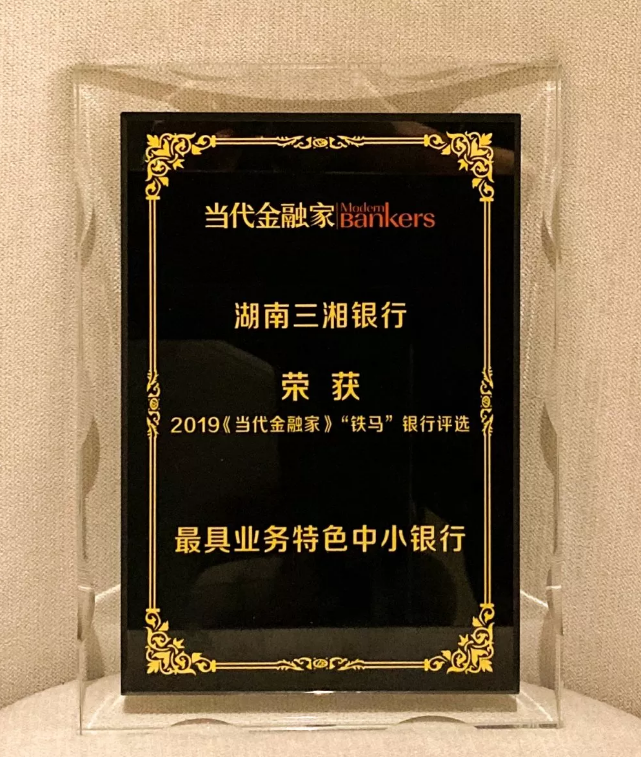 当代金融家 Modern Bankers
湖南三湘银行
荣 获
2019《当代金融家》“铁马”银行评选
最具业务特色中小银行